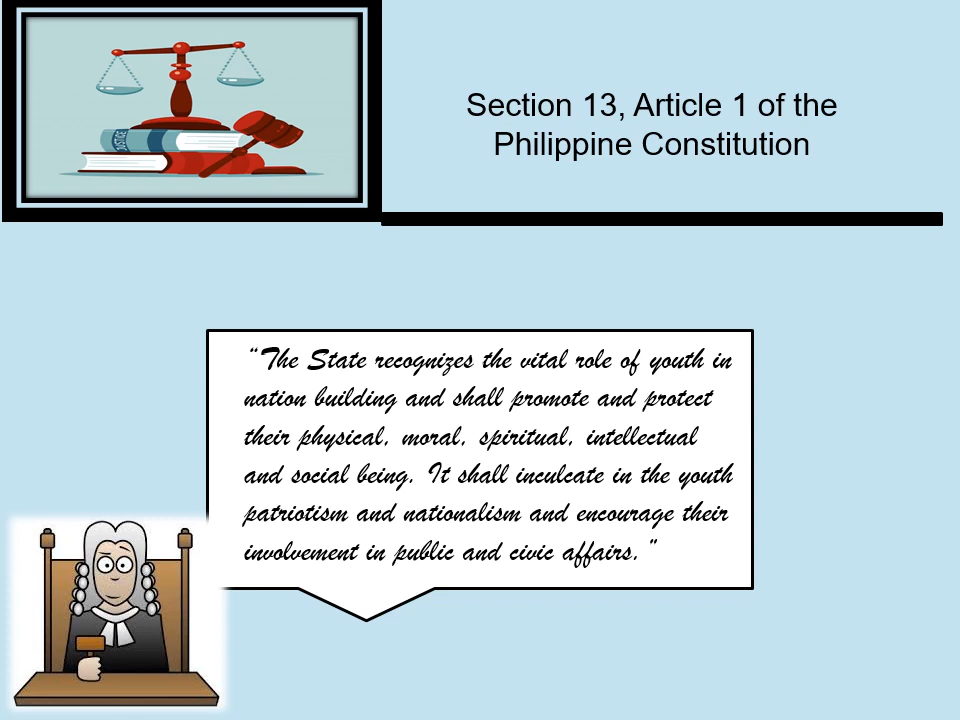 Section 13, Article 1 of the
Philippine Constitution
JUSTICE
“The State recognizes the vital role of youth in
nation building and shall promote and protect
their physical, moral, spiritual, intellectual
and social being. It shall inculcate in the youth
patriotism and nationalism and encourage their
involvement in public and civic affairs.”